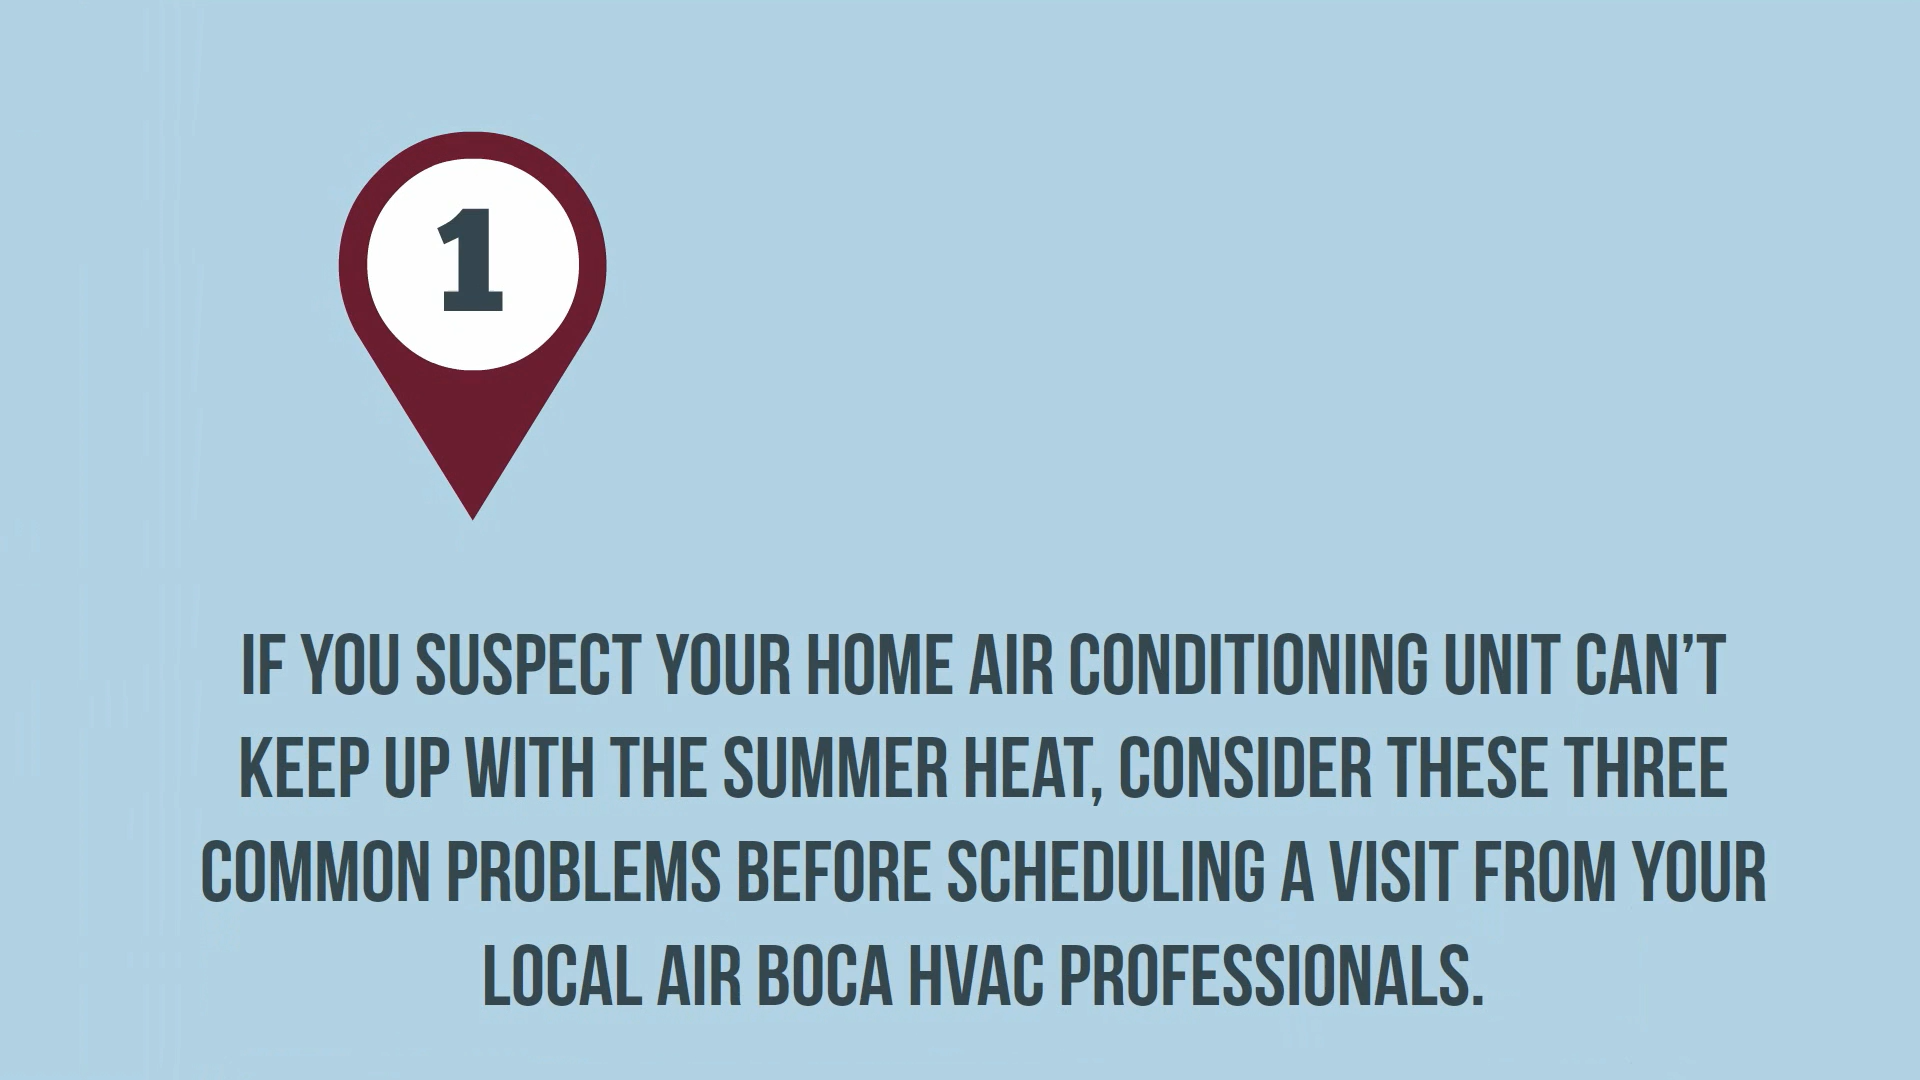 1
IF YOU SUSPECT YOUR HOME AIR CONDITIONING UNIT CAN’T
KEEP UP WITH THE SUMMER HEAT, CONSIDER THESE THREE
COMMON PROBLEMS BEFORE SCHEDULING A VISIT FROM YOUR
LOCAL AIR BOCA HVAC PROFESSIONALS.